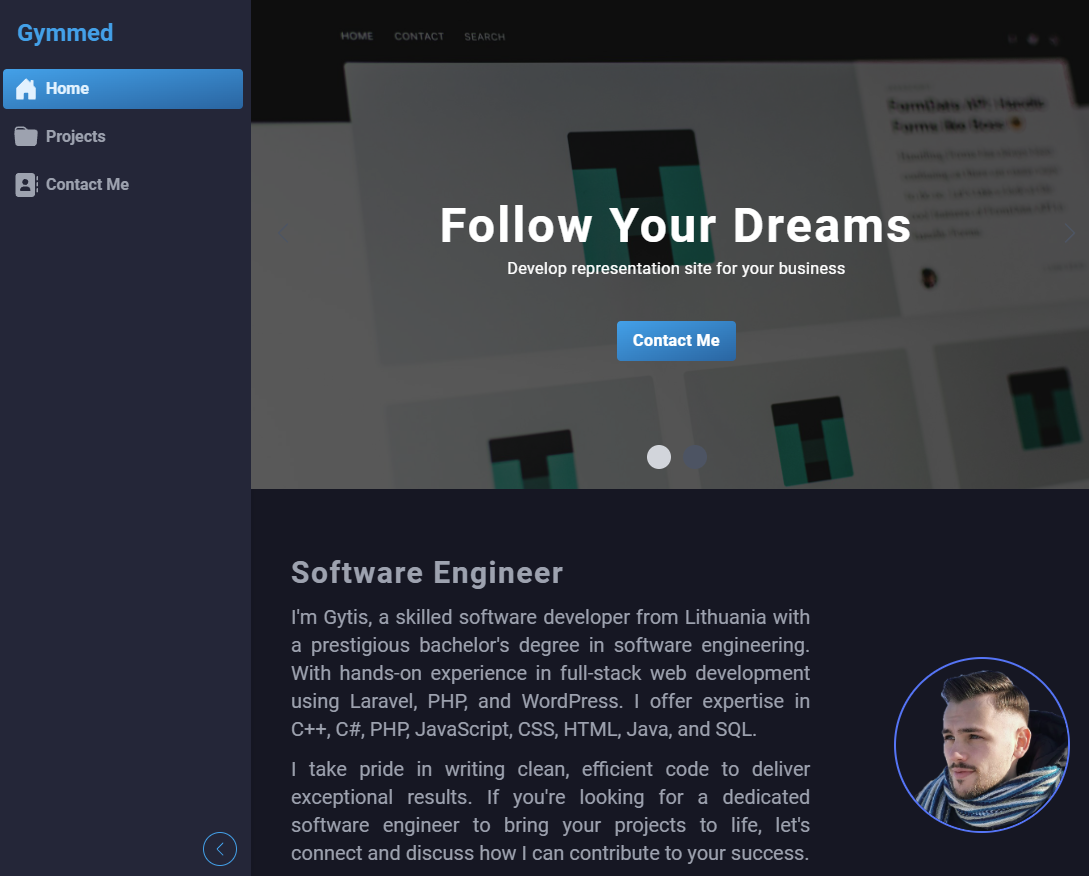 Gymmed
Home
Projects
Contact Me
HOME CONTACT SEARCH
Follow Your Dreams
Develop representation site for your business
Contact Me
Software Engineer
I'm Gytis, a skilled software developer from Lithuania with
a prestigious bachelor's degree in software engineering.
With hands-on experience in full-stack web development
using Laravel, PHP, and WordPress. I offer expertise in
C++, C#, PHP, JavaScript, CSS, HTML, Java, and SQL.
I take pride in writing clean, efficient code to deliver
exceptional results. If you're looking for a dedicated
software engineer to bring your projects to life, let's
connect and discuss how I can contribute to your success.